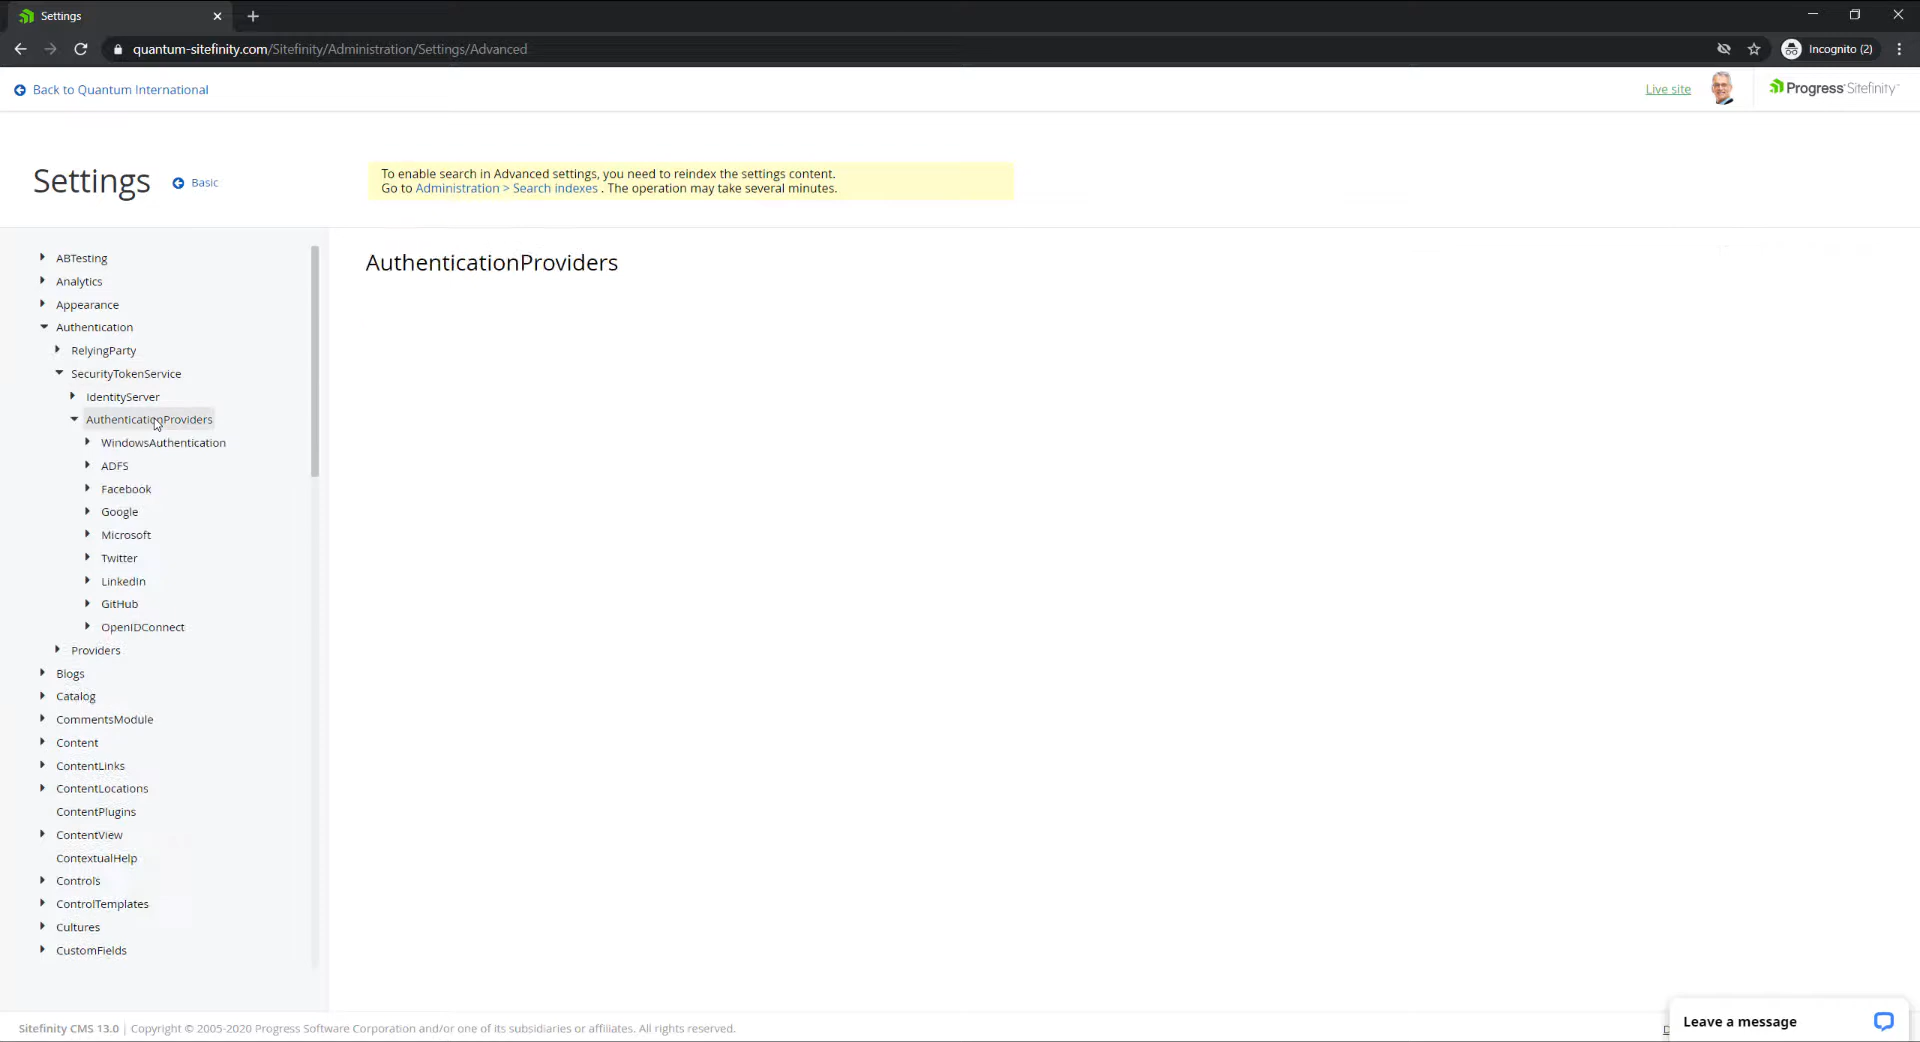 Settings
quantum-sitefinity.com/Sitefinity/Administration/Settings/Advanced
Incognito (2)
Back to Quantum International
Live site
Progress Sitefinity
Settings
Basic
To enable search in Advanced settings, you need to reindex the settings content.
Go to Administration > Search indexes . The operation may take several minutes.
ABTesting
Analytics
Appearance
Authentication
RelyingParty
SecurityTokenService
IdentityServer
AuthenticationProviders
WindowsAuthentication
ADFS
Facebook
Google
Microsoft
Twitter
LinkedIn
GitHub
OpenIDConnect
Providers
Blogs
Catalog
CommentsModule
Content
ContentLinks
ContentLocations
ContentPlugins
ContentView
ContextualHelp
Controls
ControlTemplates
Cultures
CustomFields
AuthenticationProviders
Sitefinity CMS 13.0 | Copyright © 2005-2020 Progress Software Corporation and/or one of its subsidiaries or affiliates. All rights reserved.
Leave a message